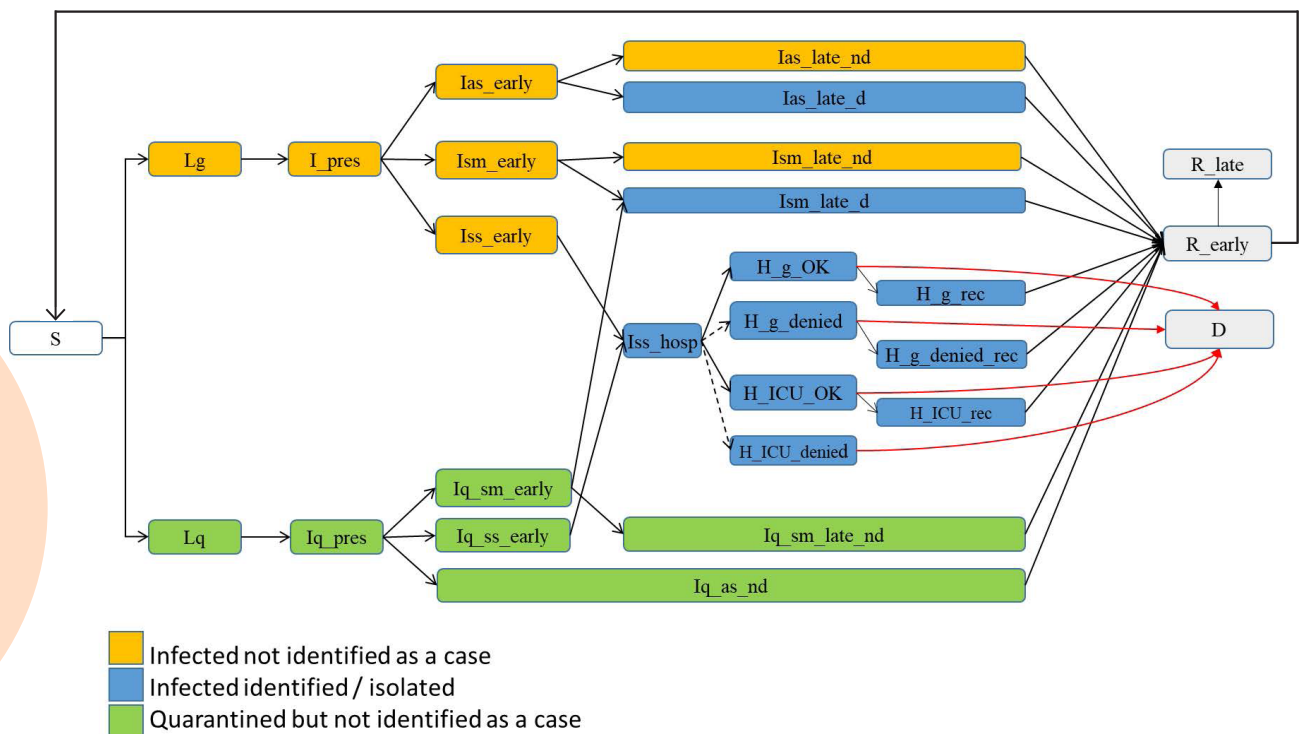 Ias_late_nd
Ias_early
Ias_late_d
Lg
I_pres
Ism_early
Ism_late_nd
R_late
Ism_late_d
Iss_early
R_early
H_g_OK
H_g_rec
S
Iss_hosp
H_g_denied
D
H_g_denied_rec
H_ICU_OK
H_ICU_rec
H_ICU_denied
Iq_sm_early
Lq
Iq_pres
Iq_ss_early
Iq_sm_late_nd
Iq_as_nd
Infected not identified as a case
Infected identified / isolated
Quarantined but not identified as a case